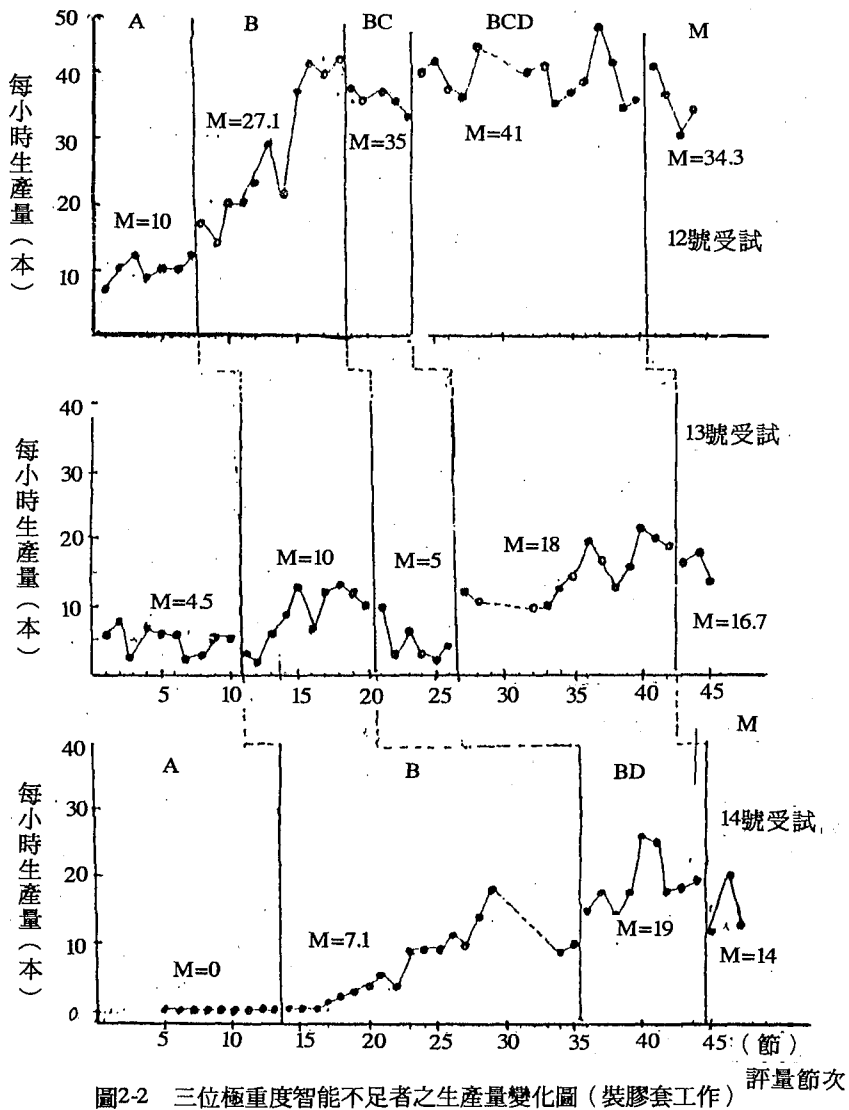 A B BC BCD M
每小時生產量（本）
50
40
30
20
10
M=10
M=27.1
M=35
M=41
M=34.3
12號受試
每小時生產量（本）
40
30
20
10
M=4.5
M=10
M=5
M=18
M=16.7
13號受試
5 10 15 20 25 30 35 40 45
A B BD M
每小時生產量（本）
40
30
20
10
0
M=0
M=7.1
M=19
M=14
14號受試
5 10 15 20 25 30 35 40 45 （節）
評量節次
圖2-2 三位極重度智能不足者之生產量變化圖（裝膠套工作）